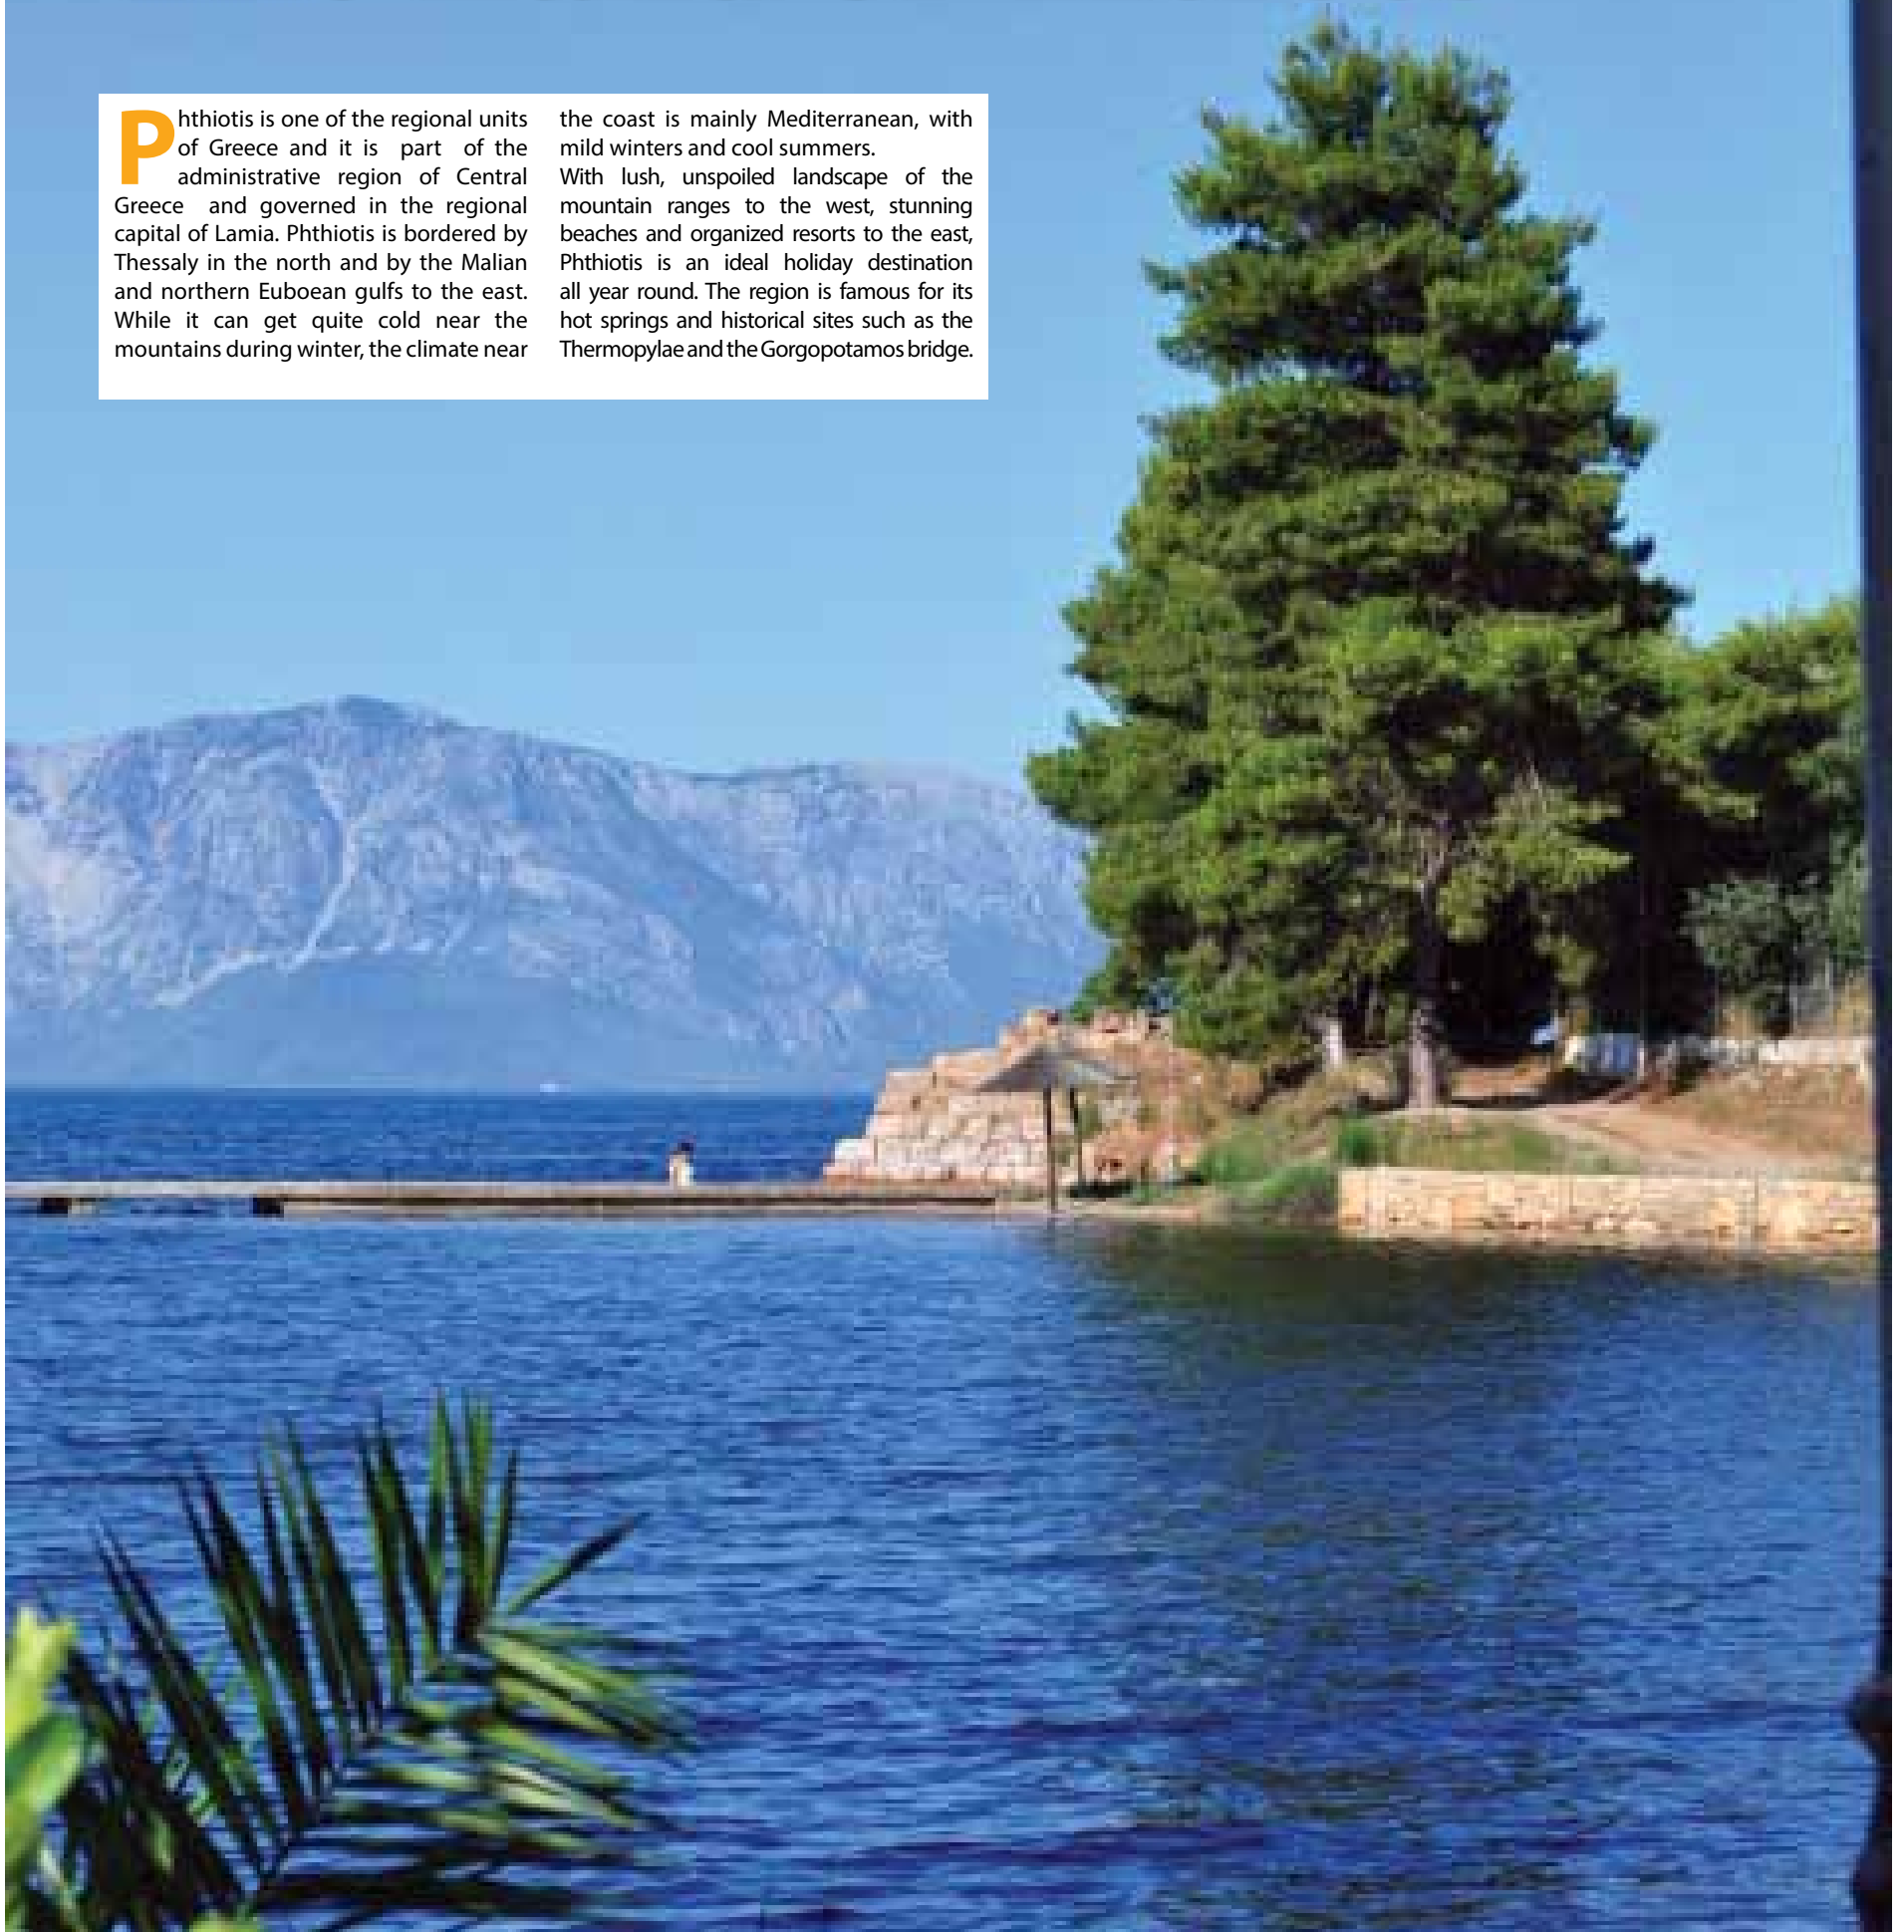 Phthiotis is one of the regional units
of Greece and it is part of the
administrative region of Central
Greece and governed in the regional
capital of Lamia. Phthiotis is bordered by
Thessaly in the north and by the Malian
and northern Euboean gulfs to the east.
While it can get quite cold near the
mountains during winter, the climate near
the coast is mainly Mediterranean, with
mild winters and cool summers.
With lush, unspoiled landscape of the
mountain ranges to the west, stunning
beaches and organized resorts to the east,
Phthiotis is an ideal holiday destination
all year round. The region is famous for its
hot springs and historical sites such as the
Thermopylae and the Gorgopotamos bridge.